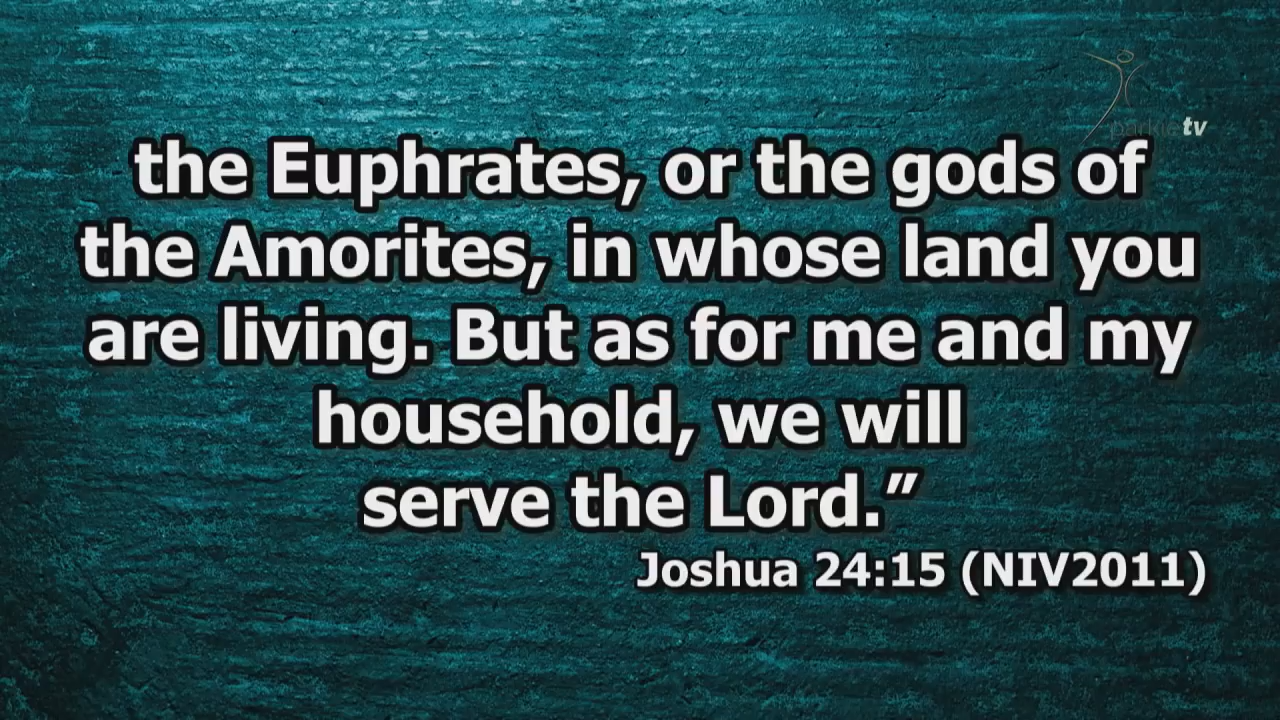 tv
the Euphrates, or the gods of
the Amorites, in whose land you
are living. But as for me and my
household, we will
serve the Lord.”
Joshua 24:15 (NIV2011)